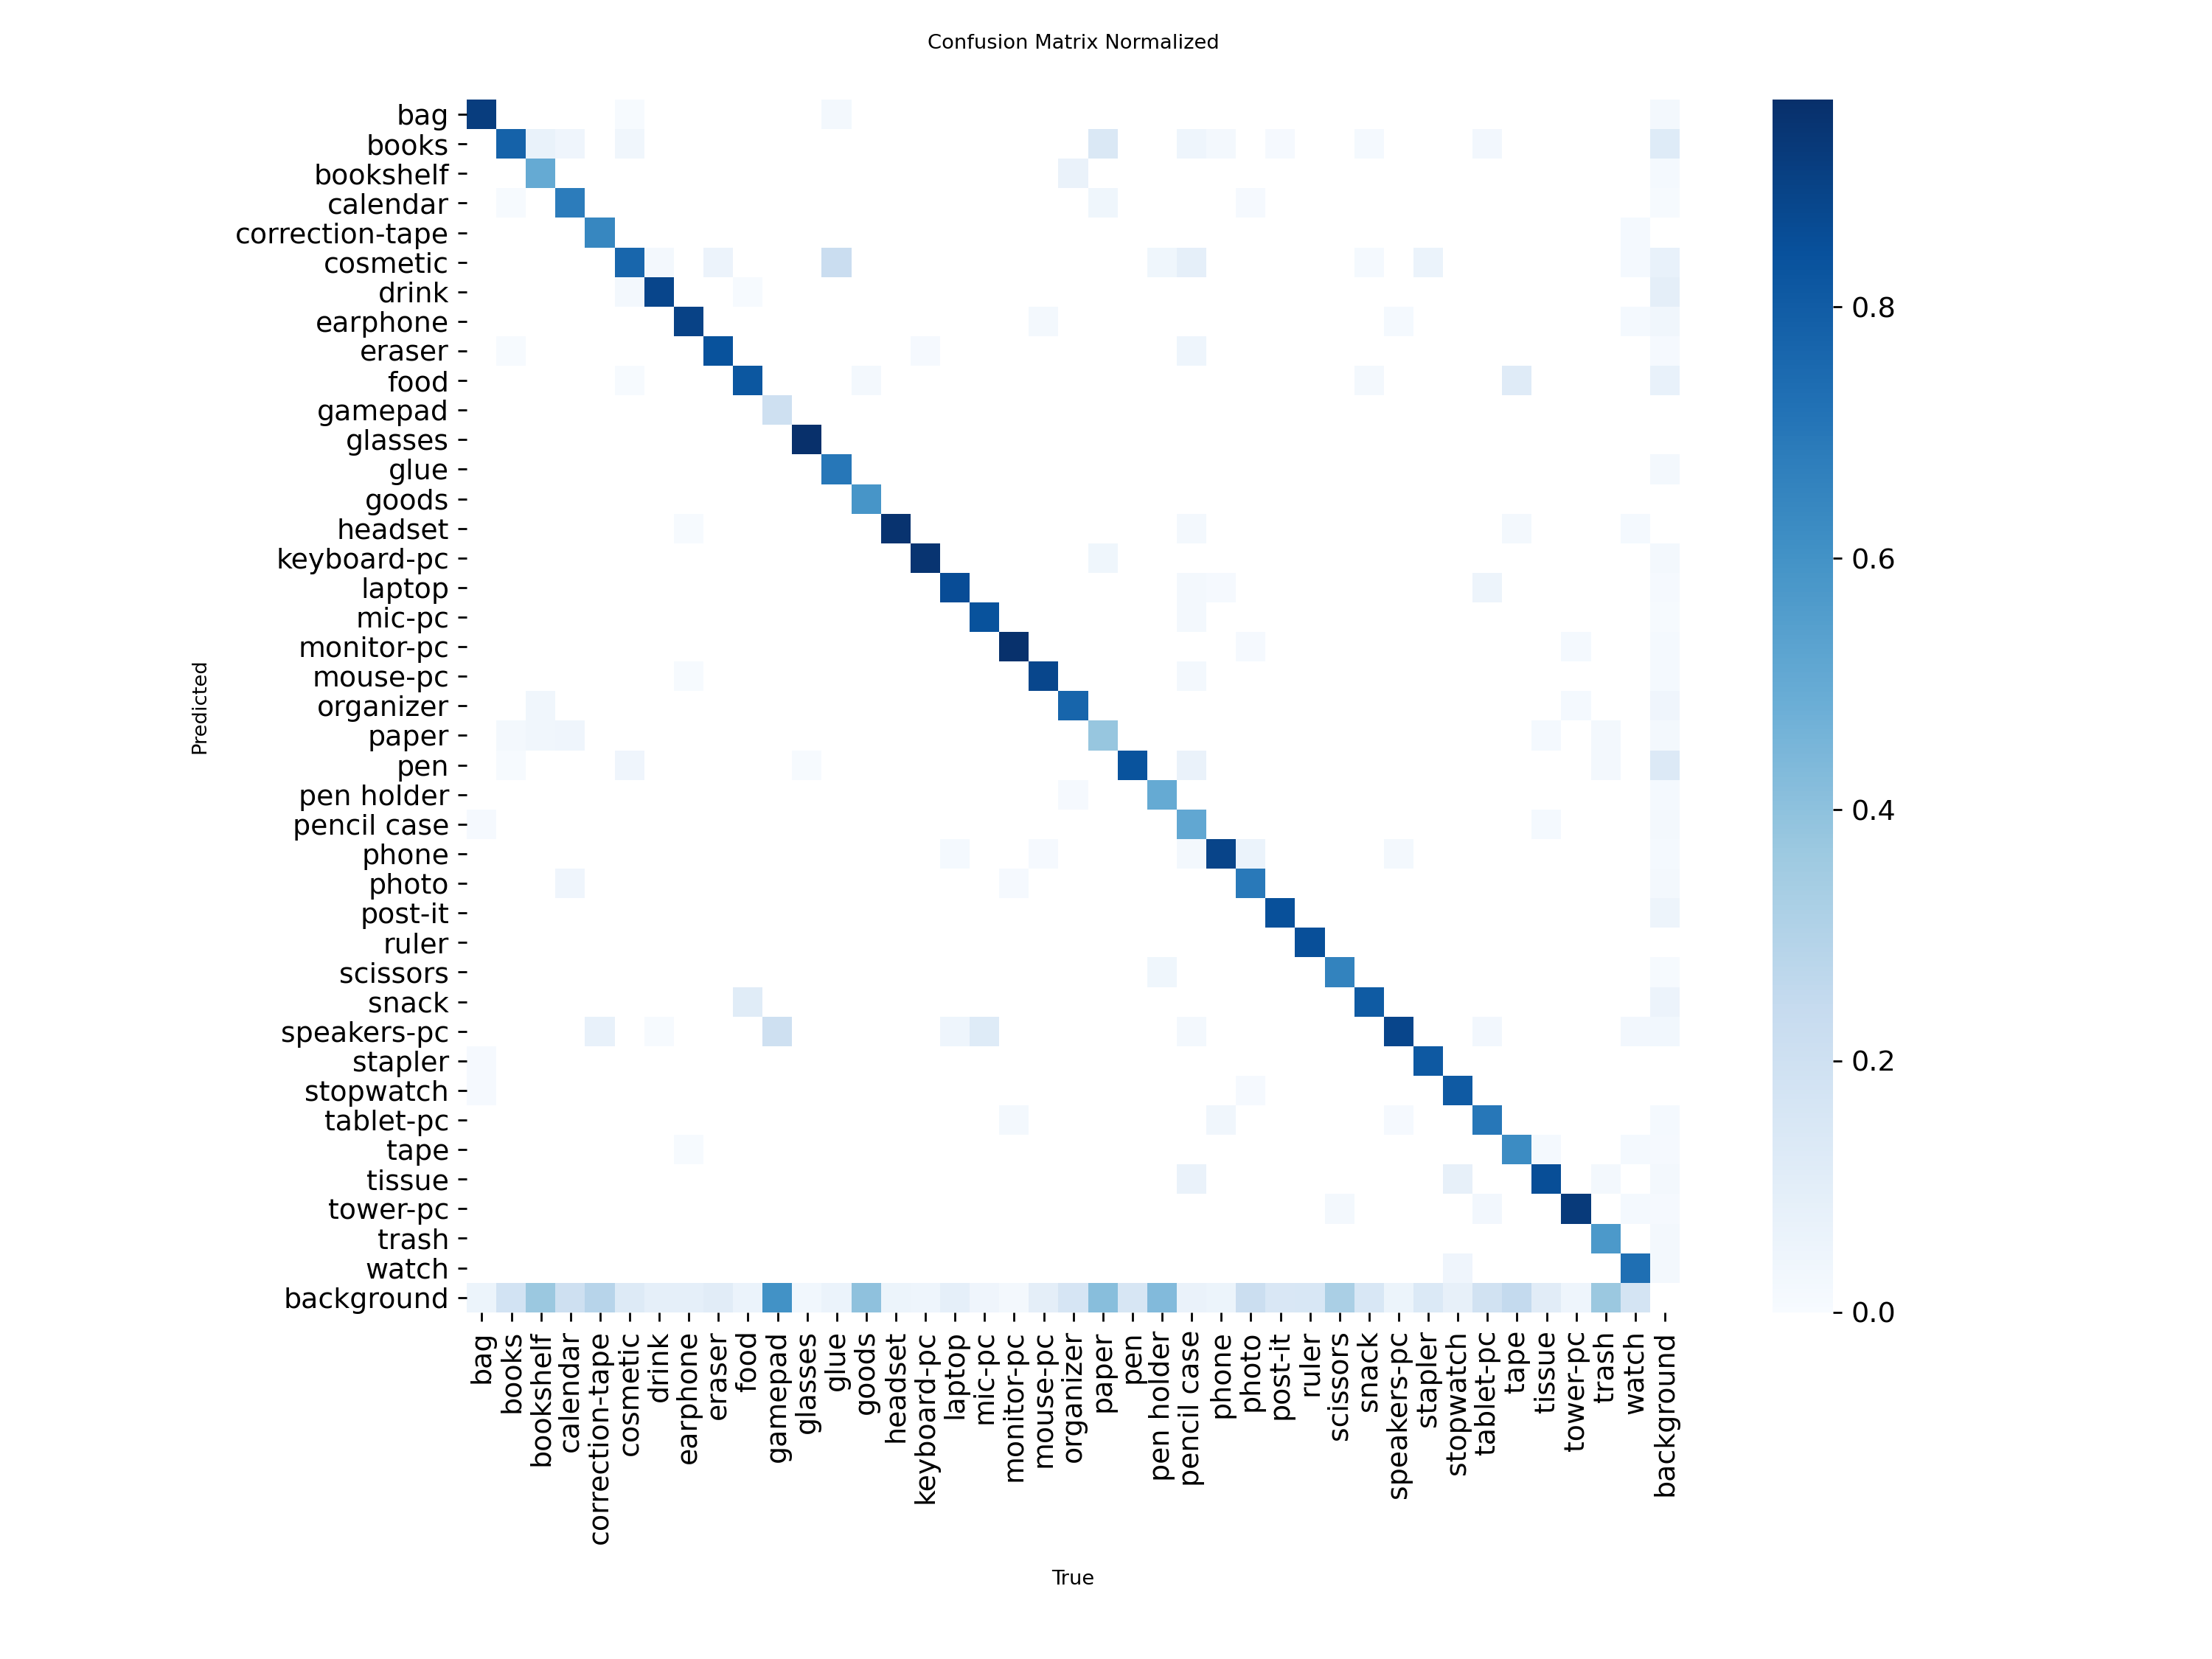 Confusion Matrix Normalized
bag
books
bookshelf
calendar
correction-tape
cosmetic
drink
earphone
eraser
food
gamepad
glasses
glue
goods
headset
keyboard-pc
laptop
mic-pc
monitor-pc
mouse-pc
organizer
paper
pen
pen holder
pencil case
phone
photo
post-it
ruler
scissors
snack
speakers-pc
stapler
stopwatch
tablet-pc
tape
tissue
tower-pc
trash
watch
background
Predicted
bag
books
bookshelf
calendar
correction-tape
cosmetic
drink
earphone
eraser
food
gamepad
glasses
glue
goods
headset
keyboard-pc
laptop
mic-pc
monitor-pc
mouse-pc
organizer
paper
pen
pen holder
pencil case
phone
photo
post-it
ruler
scissors
snack
speakers-pc
stapler
stopwatch
tablet-pc
tape
tissue
tower-pc
trash
watch
background
True
0.8
0.6
0.4
0.2
0.0